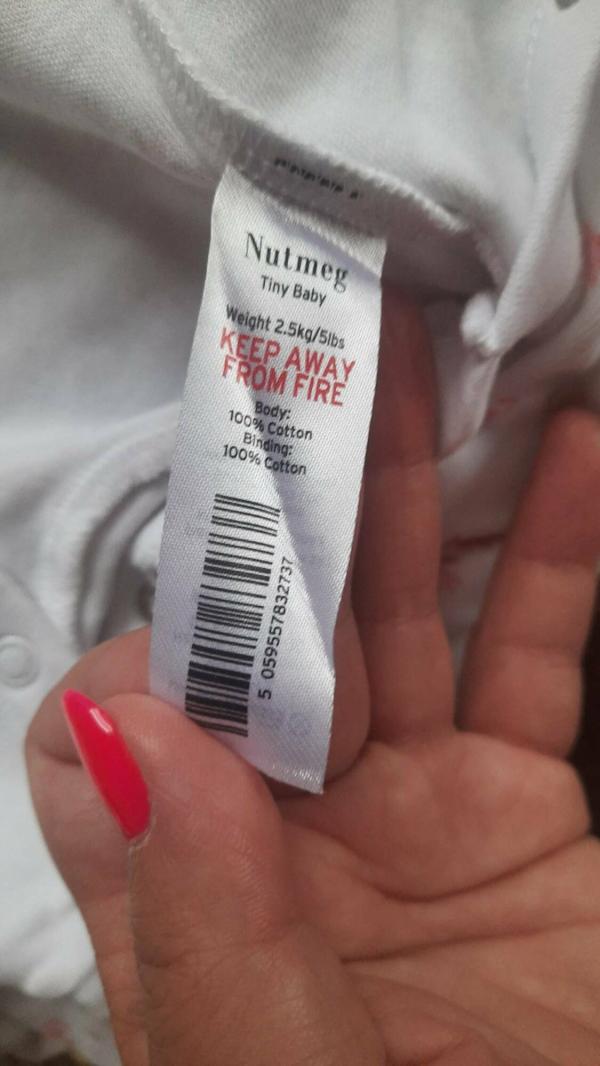 Nutmeg
Tiny Baby
Weight 2.5kg/5lbs
KEEP AWAY
FROM FIRE
Body:
100% Cotton
Binding:
100% Cotton
5 059557832737